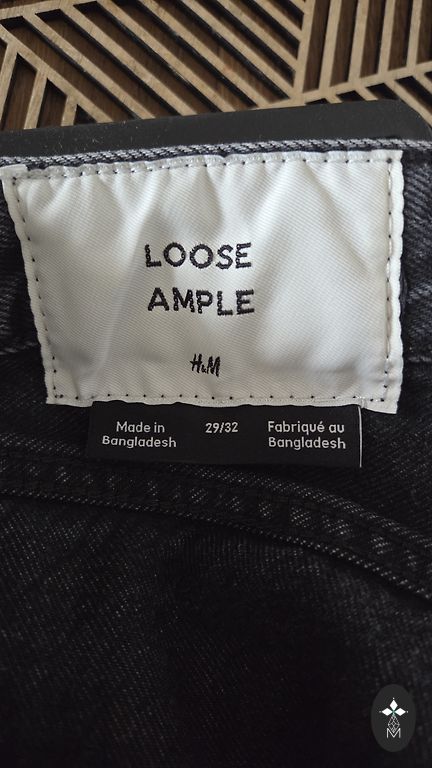 LOOSE
AMPLE
H&M
Made in 29/32 Fabriqué au
Bangladesh Bangladesh
M